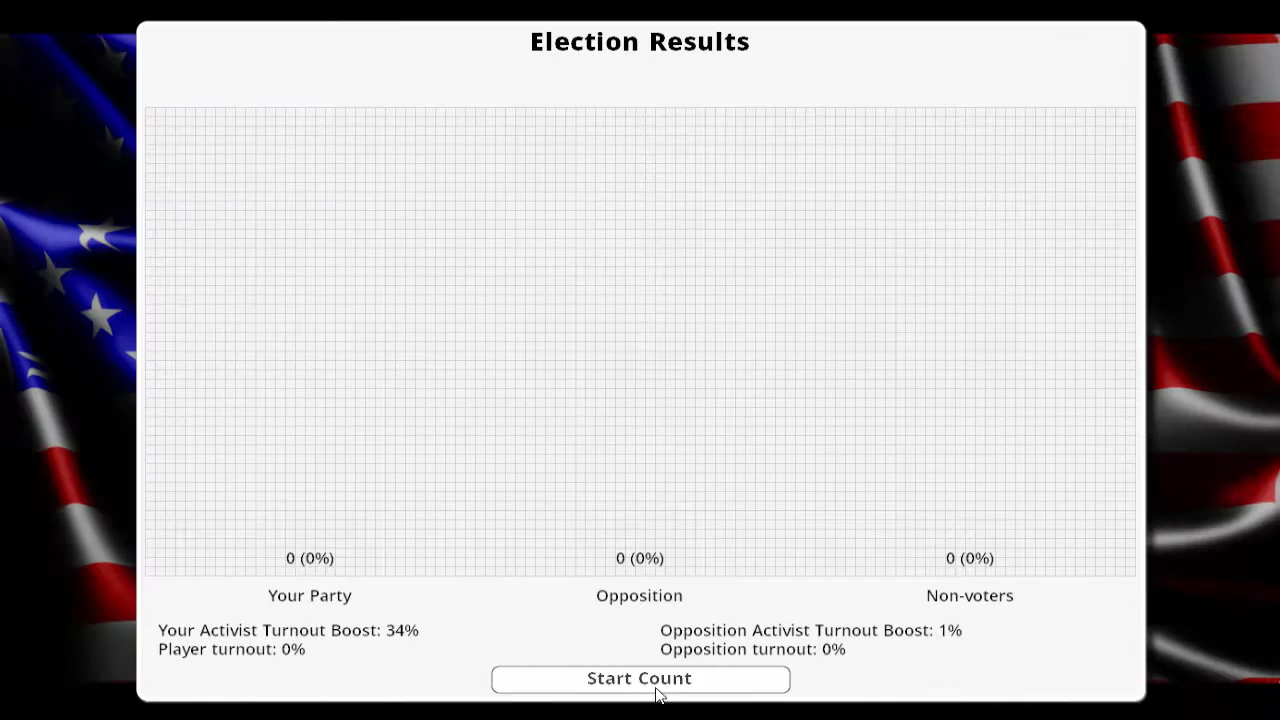 Election Results
0 (0%) 0 (0%) 0 (0%)
Your Party Opposition Non-voters
Your Activist Turnout Boost: 34% Opposition Activist Turnout Boost: 1%
Player turnout: 0% Opposition turnout: 0%
Start Count